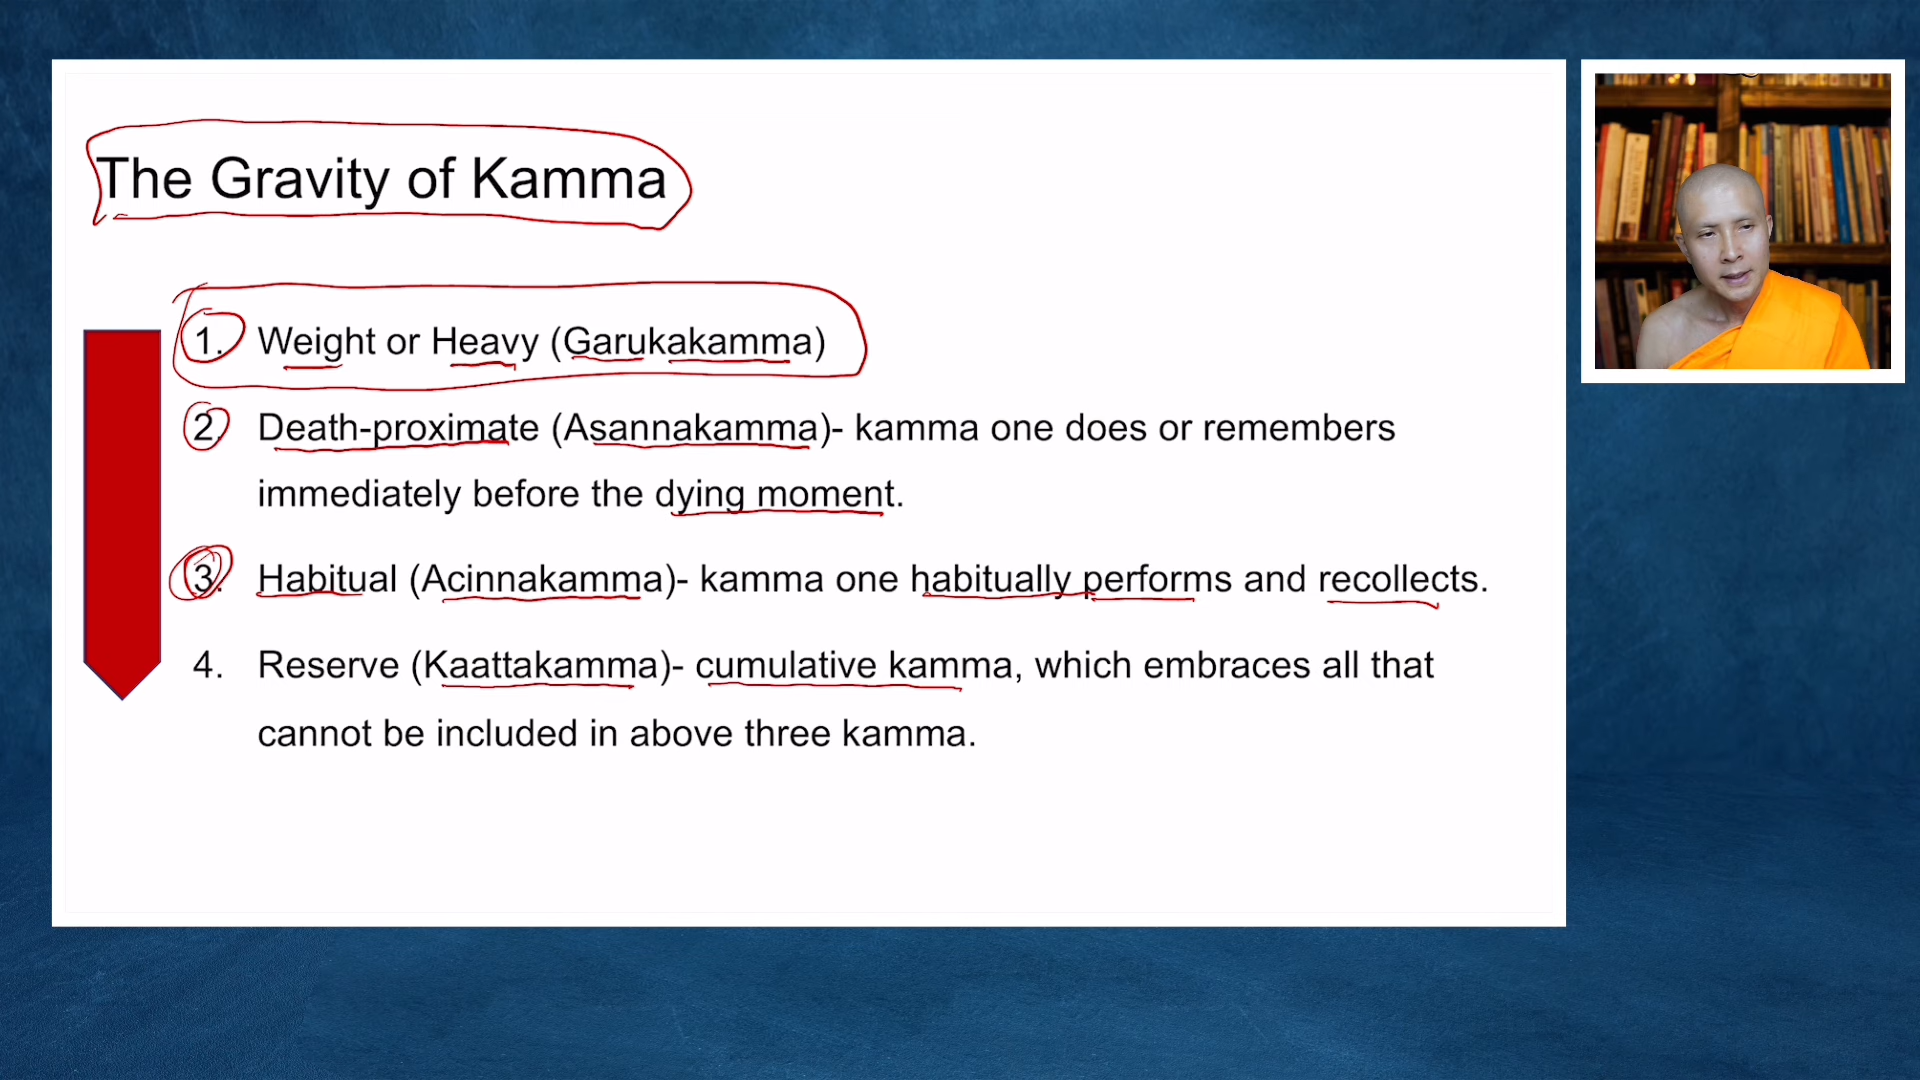 The Gravity of Kamma
1. Weight or Heavy (Garukakamma)
2. Death-proximate (Asannakamma)- kamma one does or remembers
immediately before the dying moment.
3. Habitual (Acinnakamma)- kamma one habitually performs and recollects.
4. Reserve (Kaattakamma)- cumulative kamma, which embraces all that
cannot be included in above three kamma.